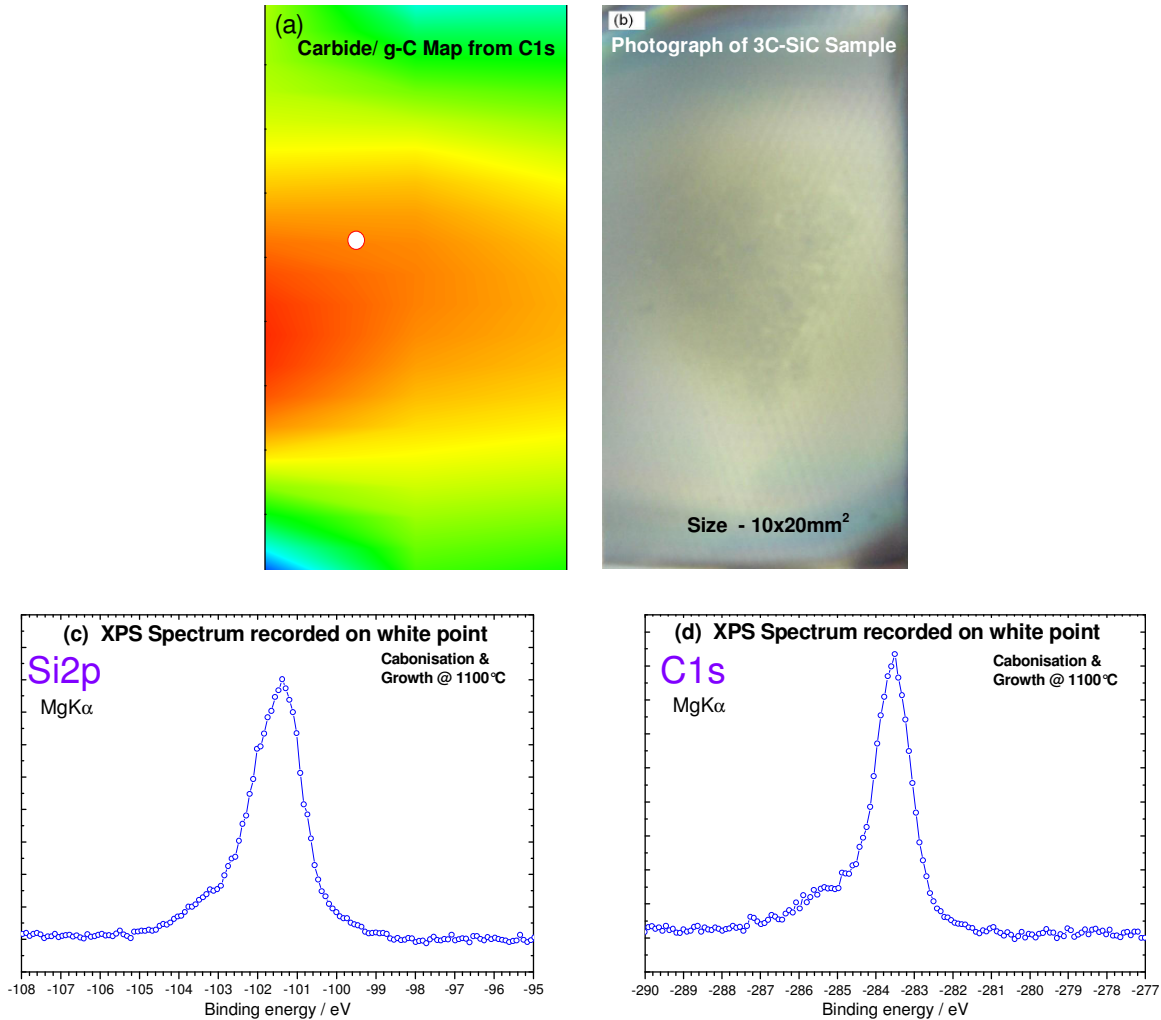 (a)
Carbide/ g-C Map from C1s
(b)
Photograph of 3C-SiC Sample
Size - 10x20mm²
(c) XPS Spectrum recorded on white point
Si2p
MgKα
Cabonisation &
Growth @ 1100°C
-108 -107 -106 -105 -104 -103 -102 -101 -100 -99 -98 -97 -96 -95
Binding energy / eV
(d) XPS Spectrum recorded on white point
C1s
MgKα
Cabonisation &
Growth @ 1100°C
-290 -289 -288 -287 -286 -285 -284 -283 -282 -281 -280 -279 -278 -277
Binding energy / eV